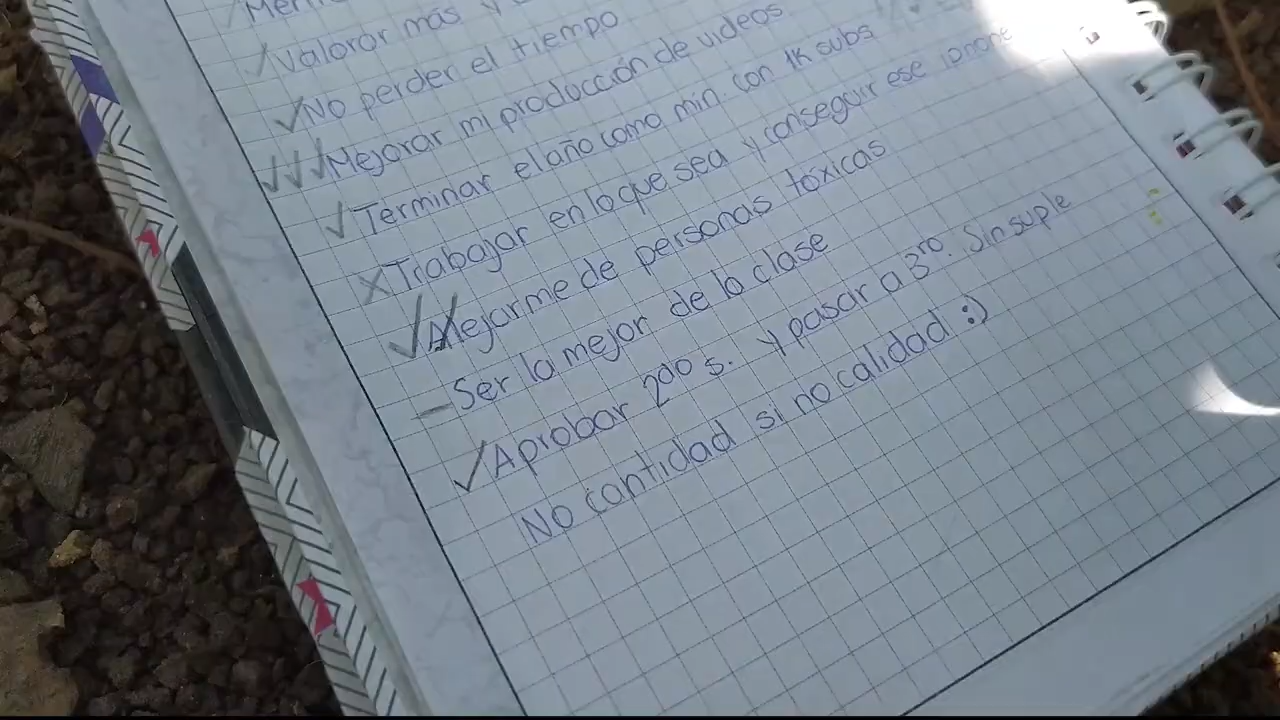 ✓ Valorar más y
✓ No perder el tiempo
✓✓✓ Mejorar mi producción de videos
✓ Terminar el año como min. con 1k subs
x Trabajar en lo que sea y conseguir ese
✓ Alejarme de personas tóxicas
- Ser la mejor de la clase
✓ Aprobar 2do s. y pasar a 3ro. Sin suple
No cantidad si no calidad :)